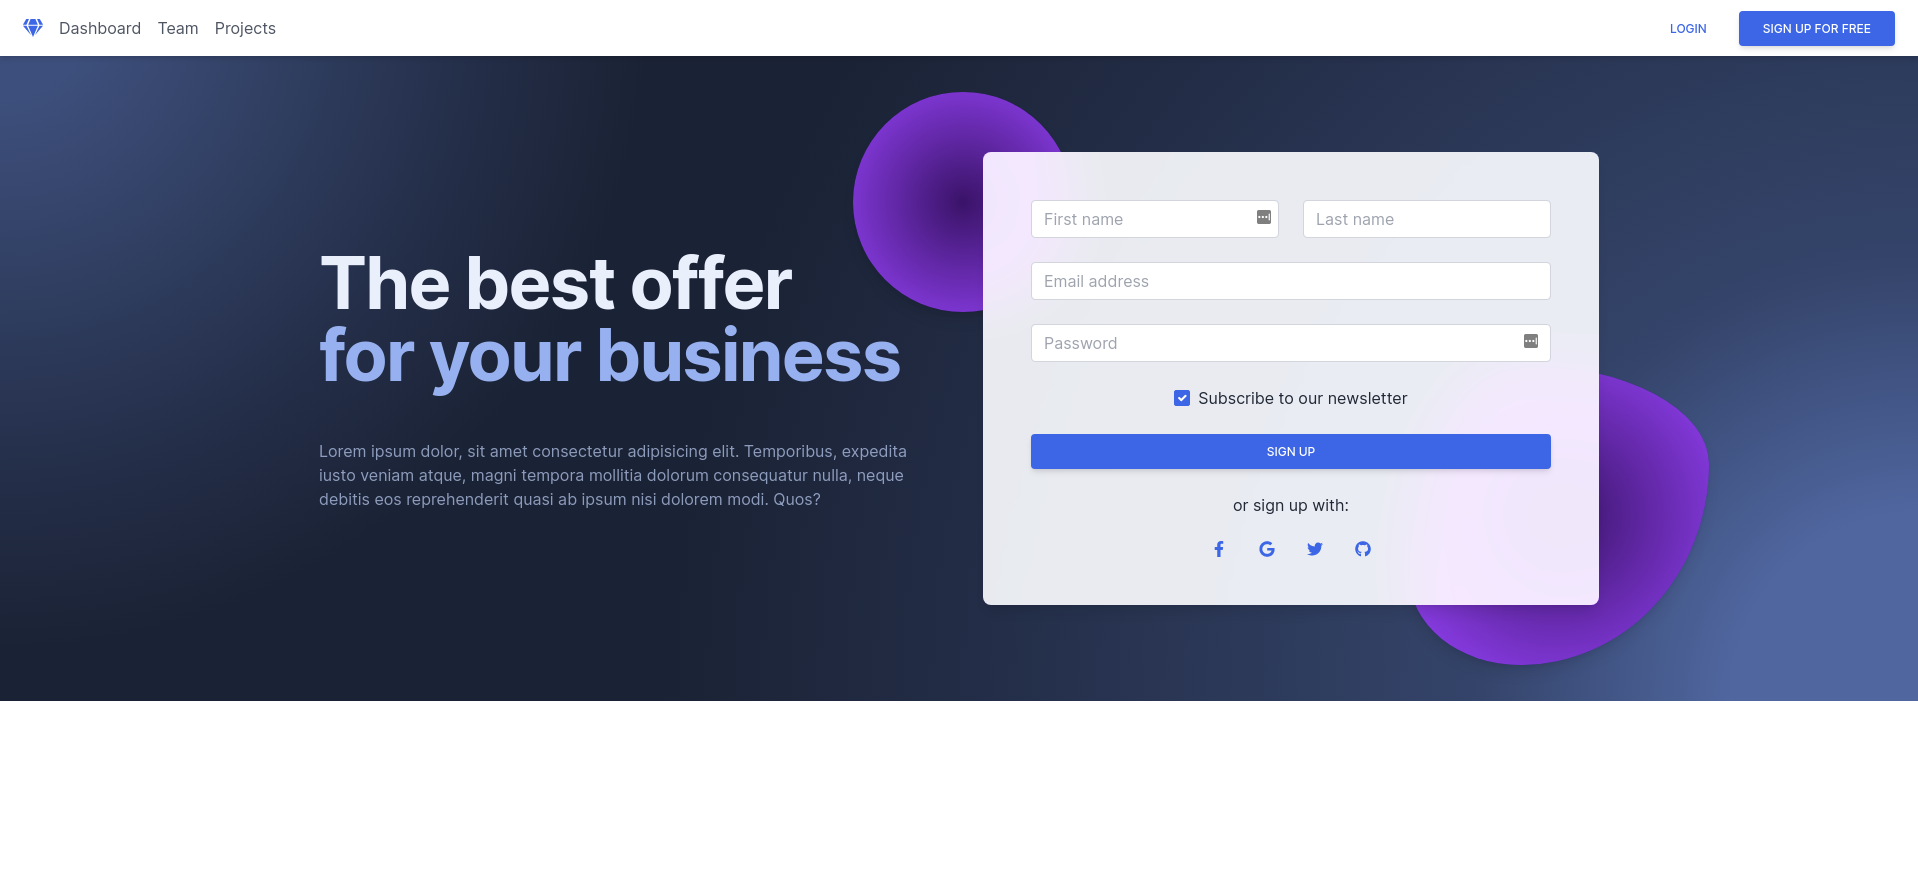 Dashboard Team Projects LOGIN SIGN UP FOR FREE
The best offer
for your business
Lorem ipsum dolor, sit amet consectetur adipisicing elit. Temporibus, expedita
iusto veniam atque, magni tempora mollitia dolorum consequatur nulla, neque
debitis eos reprehenderit quasi ab ipsum nisi dolorem modi. Quos?
First name Last name
Email address
Password
Subscribe to our newsletter
SIGN UP
or sign up with: